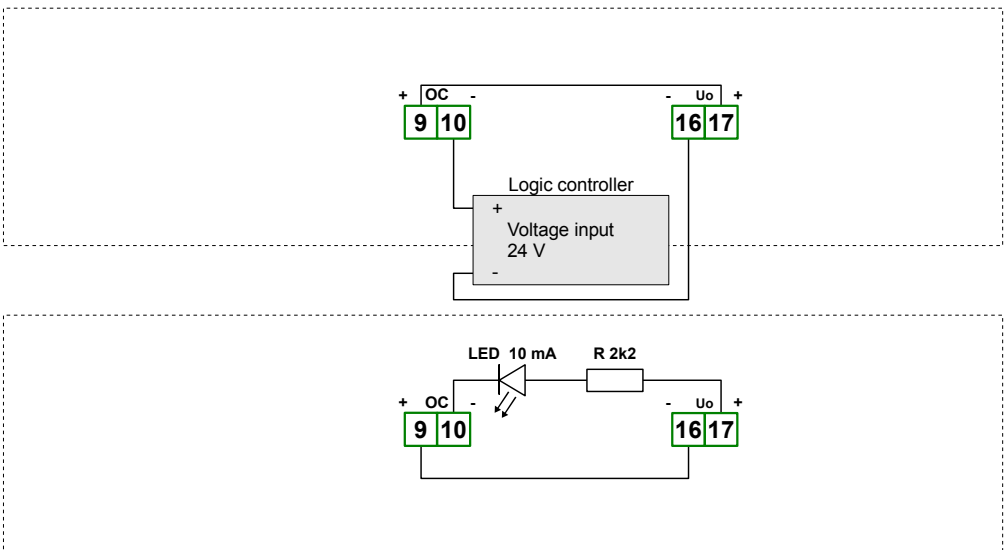 + OC - - Uo +
9 10 16 17
Logic controller
+
Voltage input
24 V
-
LED 10 mA R 2k2
+ OC - - Uo +
9 10 16 17